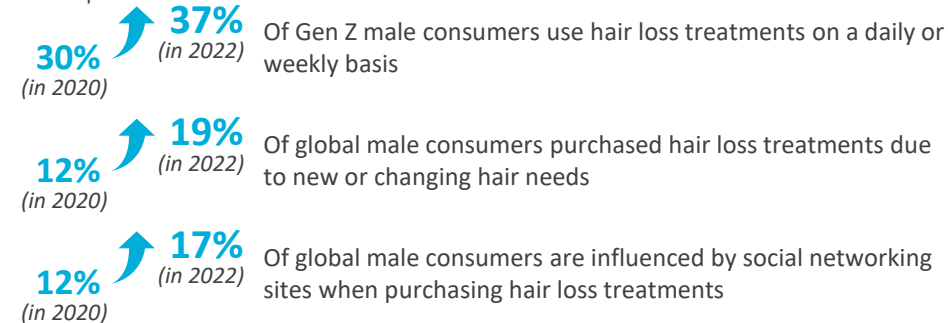 37%
(in 2022)
30%
(in 2020)
Of Gen Z male consumers use hair loss treatments on a daily or
weekly basis
19%
(in 2022)
12%
(in 2020)
Of global male consumers purchased hair loss treatments due
to new or changing hair needs
17%
(in 2022)
12%
(in 2020)
Of global male consumers are influenced by social networking
sites when purchasing hair loss treatments